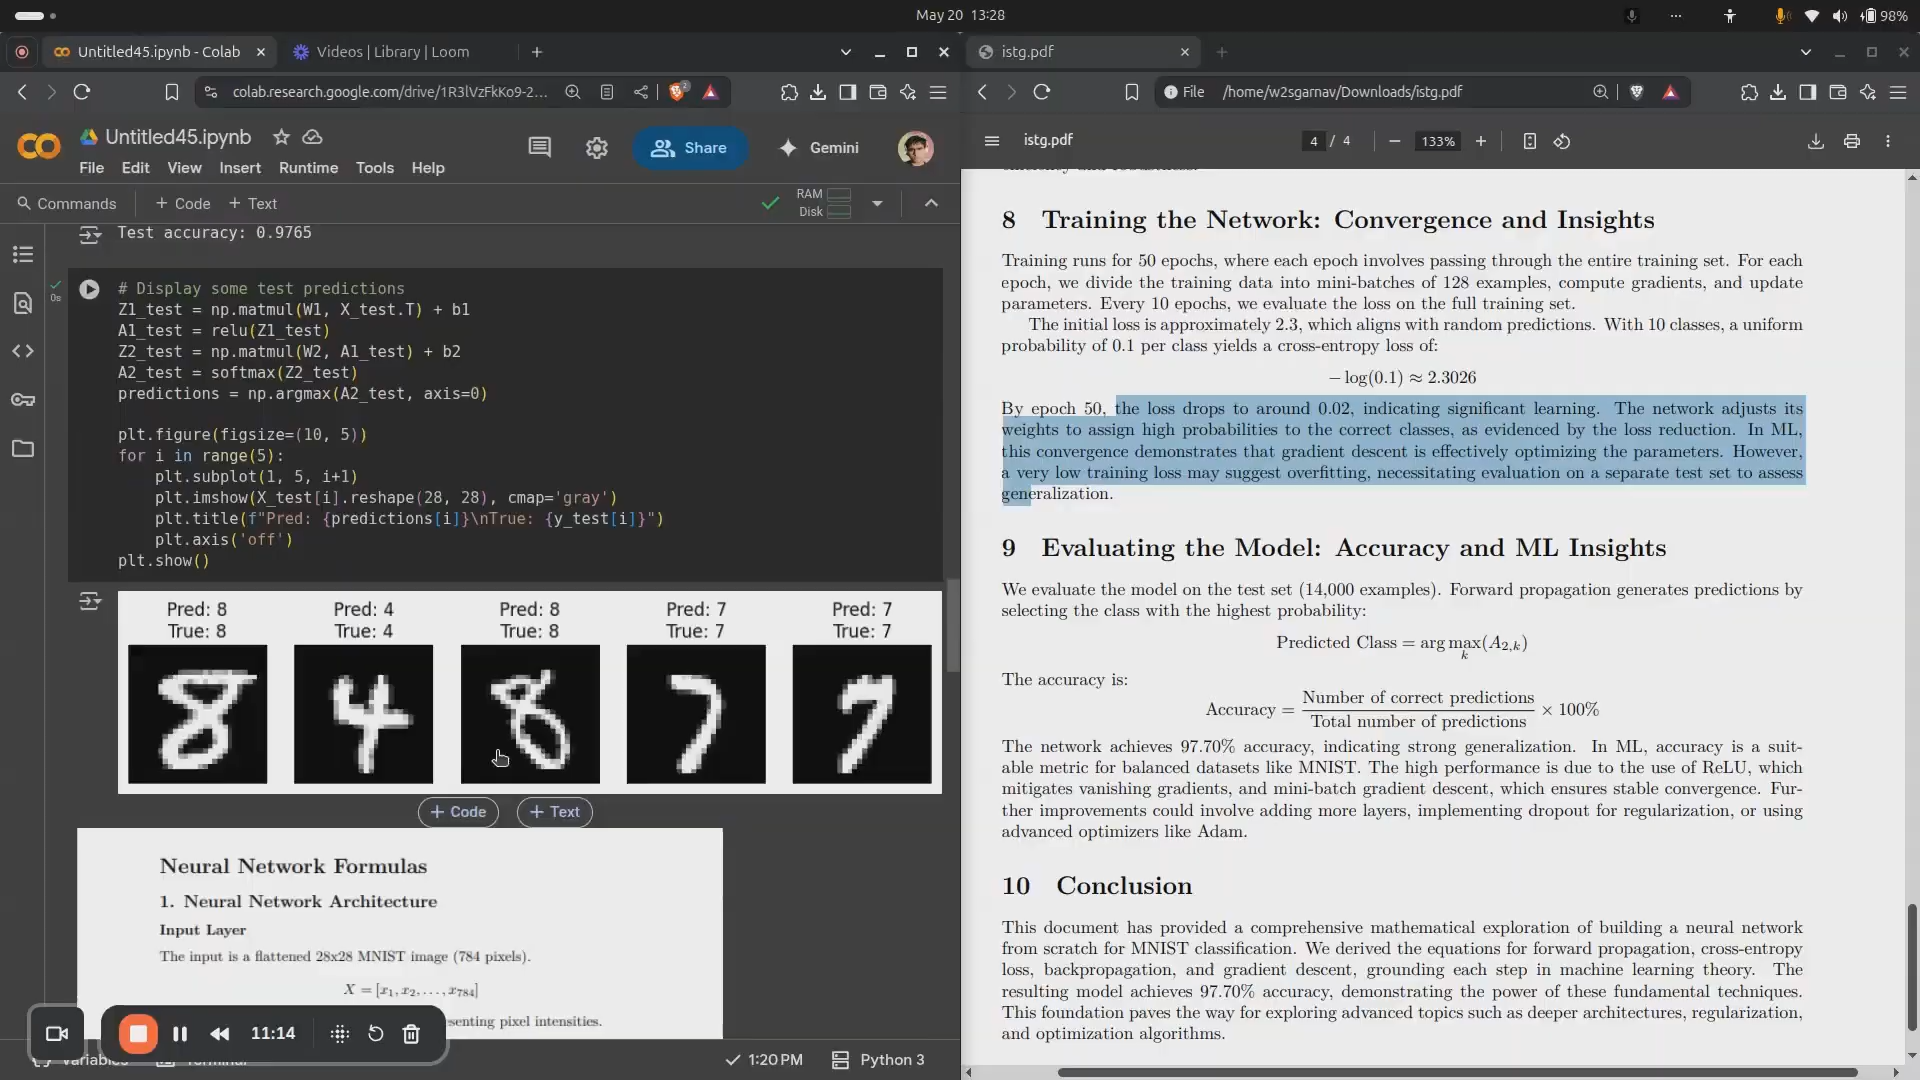 May 20 13:28
98%
Untitled45.ipynb - Colab
Videos | Library | Loom
colab.research.google.com/drive/1R3lVzFkKo9-2...
2
Untitled45.ipynb
Share
Gemini
File Edit View Insert Runtime Tools Help
Commands + Code + Text
RAM
Disk
Test accuracy: 0.9765
0s
# Display some test predictions
Z1_test = np.matmul(W1, X_test.T) + b1
A1_test = relu(Z1_test)
Z2_test = np.matmul(W2, A1_test) + b2
A2_test = softmax(Z2_test)
predictions = np.argmax(A2_test, axis=0)
plt.figure(figsize=(10, 5))
for i in range(5):
    plt.subplot(1, 5, i+1)
    plt.imshow(X_test[i].reshape(28, 28), cmap='gray')
    plt.title(f"Pred: {predictions[i]}\nTrue: {y_test[i]}")
    plt.axis('off')
plt.show()
Pred: 8 Pred: 4 Pred: 8 Pred: 7 Pred: 7
True: 8 True: 4 True: 8 True: 7 True: 7
8 4 8 7 7
+ Code + Text
Neural Network Formulas
1. Neural Network Architecture
Input Layer
The input is a flattened 28x28 MNIST image (784 pixels).
X = [x₁, x₂, . . . , x₇₈₄]
senting pixel intensities.
11:14
Variables Terminal
1:20 PM
Python 3
istg.pdf
File /home/w2sgarnav/Downloads/istg.pdf
istg.pdf
4 / 4
133%
8 Training the Network: Convergence and Insights
Training runs for 50 epochs, where each epoch involves passing through the entire training set. For each
epoch, we divide the training data into mini-batches of 128 examples, compute gradients, and update
parameters. Every 10 epochs, we evaluate the loss on the full training set.
The initial loss is approximately 2.3, which aligns with random predictions. With 10 classes, a uniform
probability of 0.1 per class yields a cross-entropy loss of:
− log(0.1) ≈ 2.3026
By epoch 50, the loss drops to around 0.02, indicating significant learning. The network adjusts its
weights to assign high probabilities to the correct classes, as evidenced by the loss reduction. In ML,
this convergence demonstrates that gradient descent is effectively optimizing the parameters. However,
a very low training loss may suggest overfitting, necessitating evaluation on a separate test set to assess
generalization.
9 Evaluating the Model: Accuracy and ML Insights
We evaluate the model on the test set (14,000 examples). Forward propagation generates predictions by
selecting the class with the highest probability:
Predicted Class = arg max(A₂,ₖ)
k
The accuracy is:
Accuracy = Number of correct predictions / Total number of predictions × 100%
The network achieves 97.70% accuracy, indicating strong generalization. In ML, accuracy is a suit-
able metric for balanced datasets like MNIST. The high performance is due to the use of ReLU, which
mitigates vanishing gradients, and mini-batch gradient descent, which ensures stable convergence. Fur-
ther improvements could involve adding more layers, implementing dropout for regularization, or using
advanced optimizers like Adam.
10 Conclusion
This document has provided a comprehensive mathematical exploration of building a neural network
from scratch for MNIST classification. We derived the equations for forward propagation, cross-entropy
loss, backpropagation, and gradient descent, grounding each step in machine learning theory. The
resulting model achieves 97.70% accuracy, demonstrating the power of these fundamental techniques.
This foundation paves the way for exploring advanced topics such as deeper architectures, regularization,
and optimization algorithms.